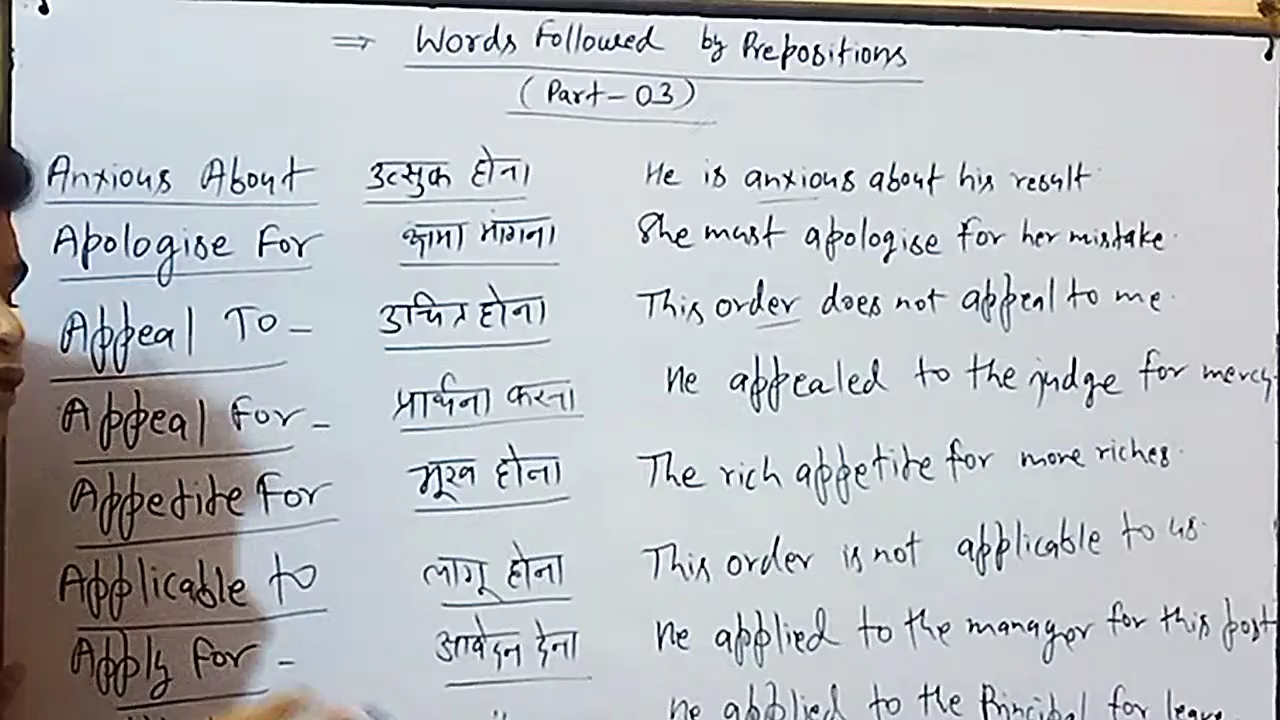 ⇒ Words Followed by Prepositions
(Part-03)
Anxious About उत्सुक होना। He is anxious about his result.
Apologise For क्षमा मांगना। She must apologise for her mistake.
Appeal To - उचित होना। This order does not appeal to me.
Appeal For - प्रार्थना करना। He appealed to the judge for mercy.
Appetite For भूख होना। The rich appetite for more riches.
Applicable to लागू होना। This order is not applicable to us.
Apply For - आवेदन देना। He applied to the manager for this post
He applied to the Principal for leave.